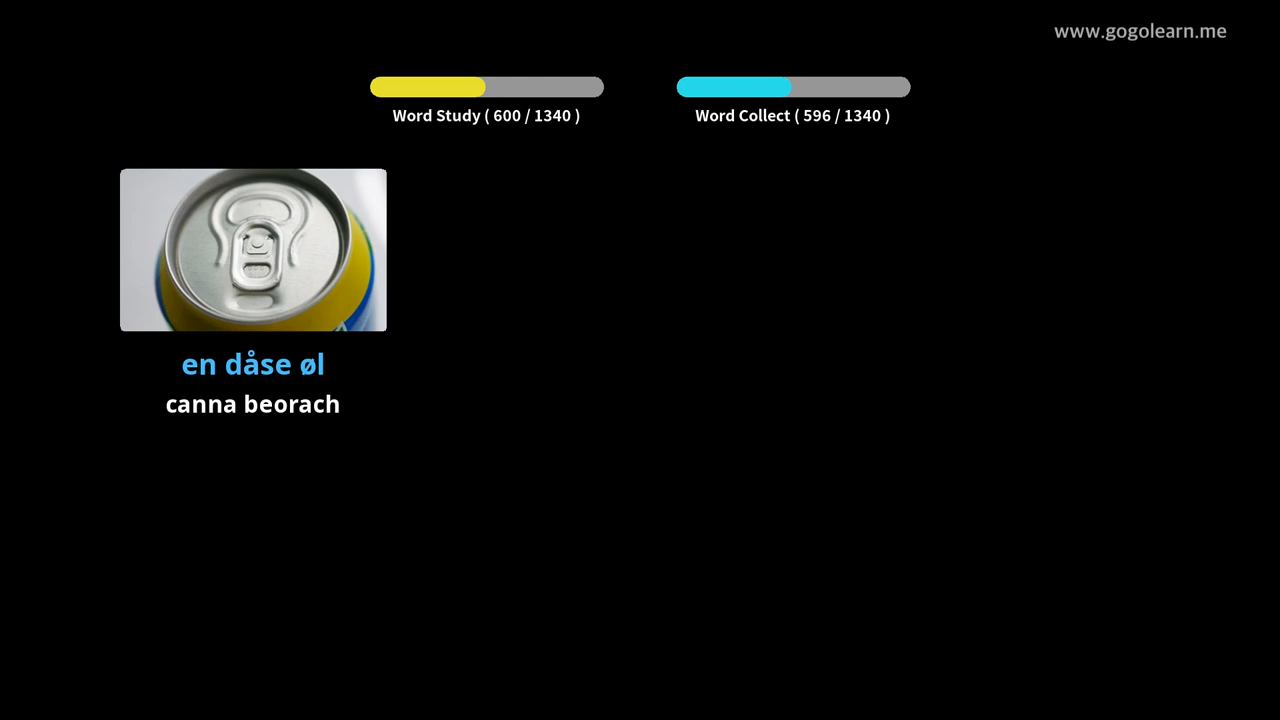 www.gogolearn.me
Word Study ( 600 / 1340 )
Word Collect ( 596 / 1340 )
en dåse øl
canna beorach